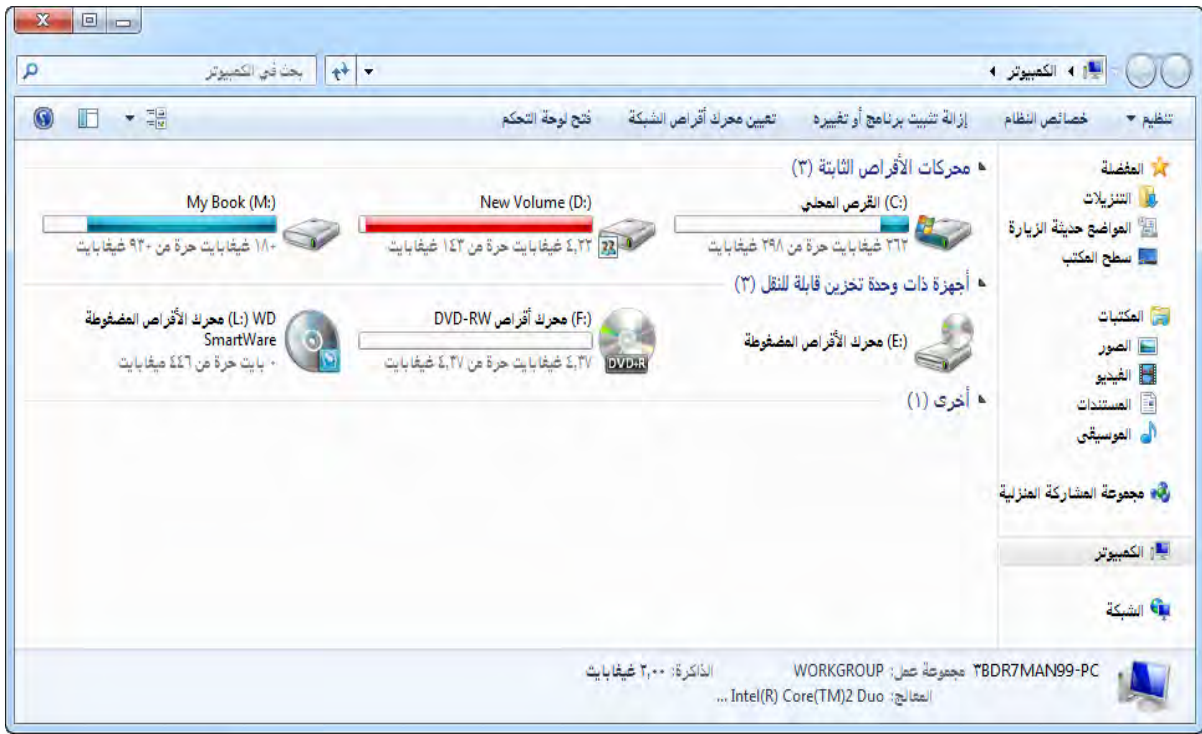 الكمبيوتر
بحث في الكمبيوتر
تنظيم
خصائص النظام
إزالة تثبيت برنامج أو تغييره
تعيين محرك أقراص الشبكة
فتح لوحة التحكم
المفضلة
التنزيلات
المواضع حديثة الزيارة
سطح المكتب
المكتبات
الصور
الفيديو
المستندات
الموسيقى
مجموعة المشاركة المنزلية
الكمبيوتر
الشبكة
محركات الأقراص الثابتة (٣)
القرص المحلي (C:)
٢٦٢ غيغابايت حرة من ٢٩٨ غيغابايت
New Volume (D:)
٤,٢٢ غيغابايت حرة من ١٤٣ غيغابايت
My Book (M:)
١٨٠ غيغابايت حرة من ٩٣٠ غيغابايت
أجهزة ذات وحدة تخزين قابلة للنقل (٣)
محرك الأقراص المضغوطة (E:)
محرك أقراص DVD-RW (F:)
٤,٣٧ غيغابايت حرة من ٤,٣٧ غيغابايت
DVD+R
محرك الأقراص المضغوطة (L:) WD
SmartWare
٠ بايت حرة من ٤٤٦ ميغابايت
أخرى (١)
٣BDR7MAN99-PC مجموعة عمل: WORKGROUP الذاكرة: ٢,٠٠ غيغابايت
المعالج: Intel(R) Core(TM)2 Duo ...